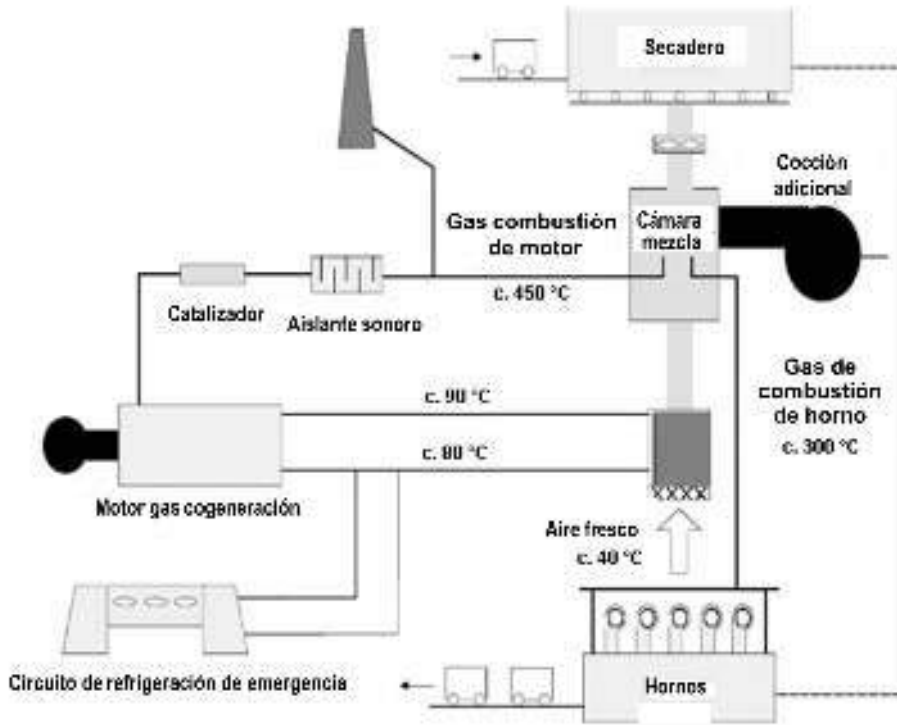 Secadero
Cocción
adicional
Gas combustión
de motor
Cámara
mezcla
c. 450 °C
Catalizador
Aislante sonoro
Gas de
combustión
de horno
c. 300 °C
c. 90 °C
c. 80 °C
Motor gas cogeneración
Aire fresco
c. 40 °C
Circuito de refrigeración de emergencia
Hornos